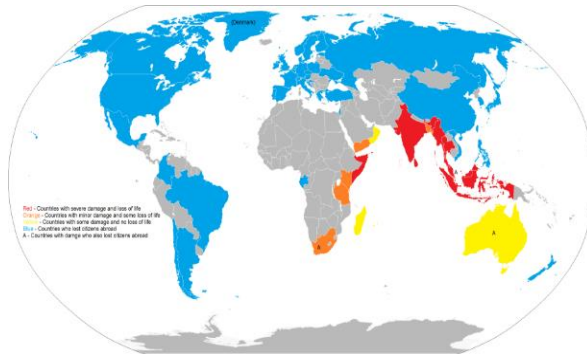 (Denmark)
Red - Countries with severe damage and loss of life
Orange - Countries with minor damage and some loss of life
Yellow - Countries with some damage and no loss of life
Blue - Countries who lost citizens abroad
A - Countries with damge who also lost citizens abroad
A
A